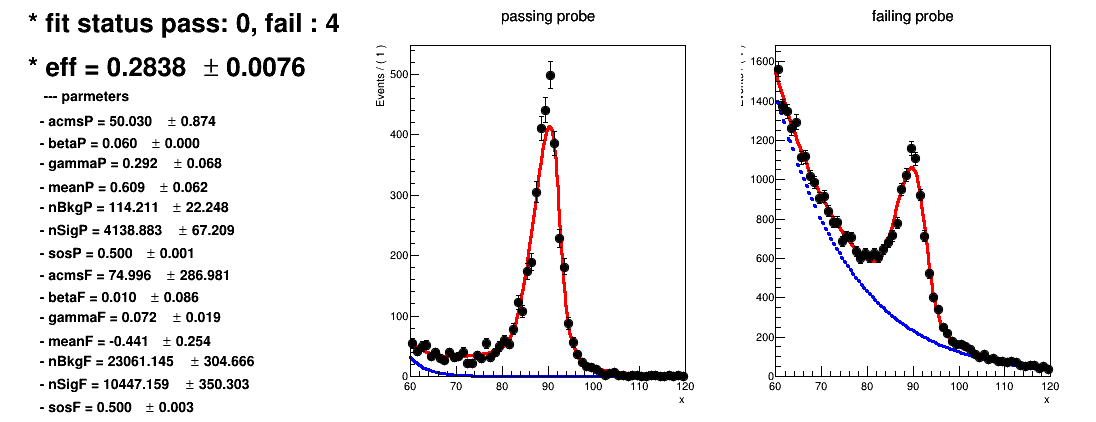 * fit status pass: 0, fail : 4
* eff = 0.2838 ± 0.0076
--- parmeters
- acmsP = 50.030 ± 0.874
- betaP = 0.060 ± 0.000
- gammaP = 0.292 ± 0.068
- meanP = 0.609 ± 0.062
- nBkgP = 114.211 ± 22.248
- nSigP = 4138.883 ± 67.209
- sosP = 0.500 ± 0.001
- acmsF = 74.996 ± 286.981
- betaF = 0.010 ± 0.086
- gammaF = 0.072 ± 0.019
- meanF = -0.441 ± 0.254
- nBkgF = 23061.145 ± 304.666
- nSigF = 10447.159 ± 350.303
- sosF = 0.500 ± 0.003
passing probe
Events / ( 1 )
500
400
300
200
100
0
60 70 80 90 100 110 120
x
failing probe
Events / ( 1 )
1600
1400
1200
1000
800
600
400
200
0
60 70 80 90 100 110 120
x